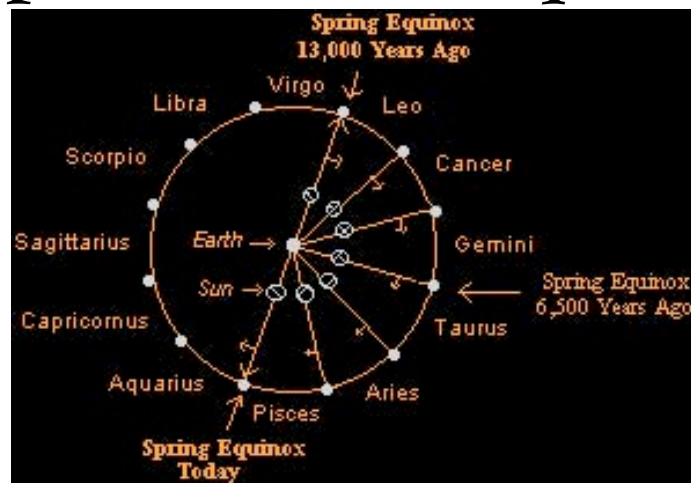 Spring Equinox
13,000 Years Ago
Virgo
Leo
Libra
Cancer
Scorpio
Earth
Sagittarius
Gemini
Sun
Spring Equinox
6,500 Years Ago
Capricornus
Taurus
Aquarius
Aries
Pisces
Spring Equinox
Today